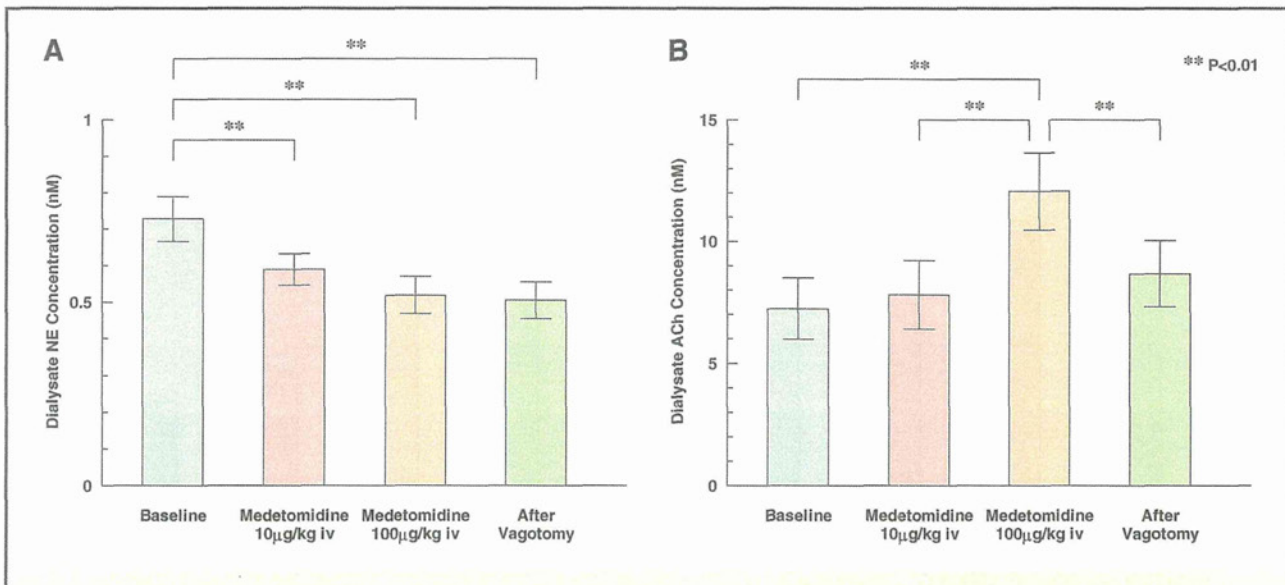 A
**
**
**
1
0.5
0
Dialysate NE Concentration (nM)
Baseline
Medetomidine
10μg/kg iv
Medetomidine
100μg/kg iv
After
Vagotomy
B
** P<0.01
**
**
**
15
10
5
0
Dialysate ACh Concentration (nM)
Baseline
Medetomidine
10μg/kg iv
Medetomidine
100μg/kg iv
After
Vagotomy